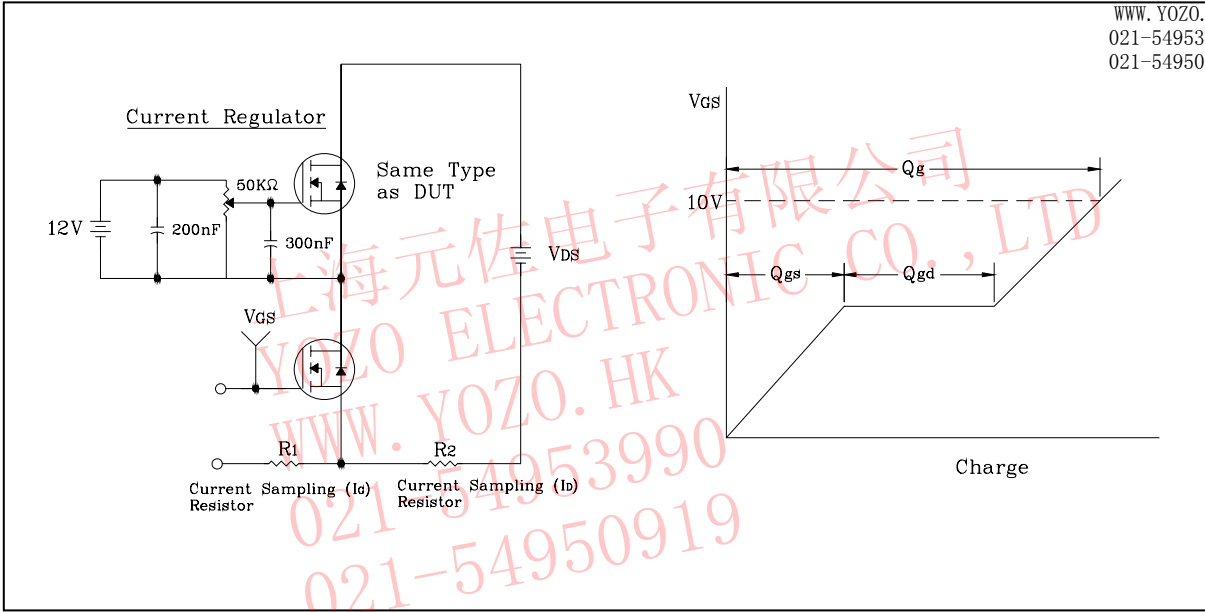 WWW.YOZO.
021-54953
021-54950
Current Regulator
Same Type
as DUT
50KΩ
12V
200nF
300nF
VDS
VGS
R1
R2
Current Sampling (IG)
Resistor
Current Sampling (ID)
Resistor
VGS
Qg
10V
Qgs
Qgd
Charge
上海元佐电子有限公司
YOZO ELECTRONIC CO., LTD
WWW.YOZO.HK
021-54953990
021-54950919